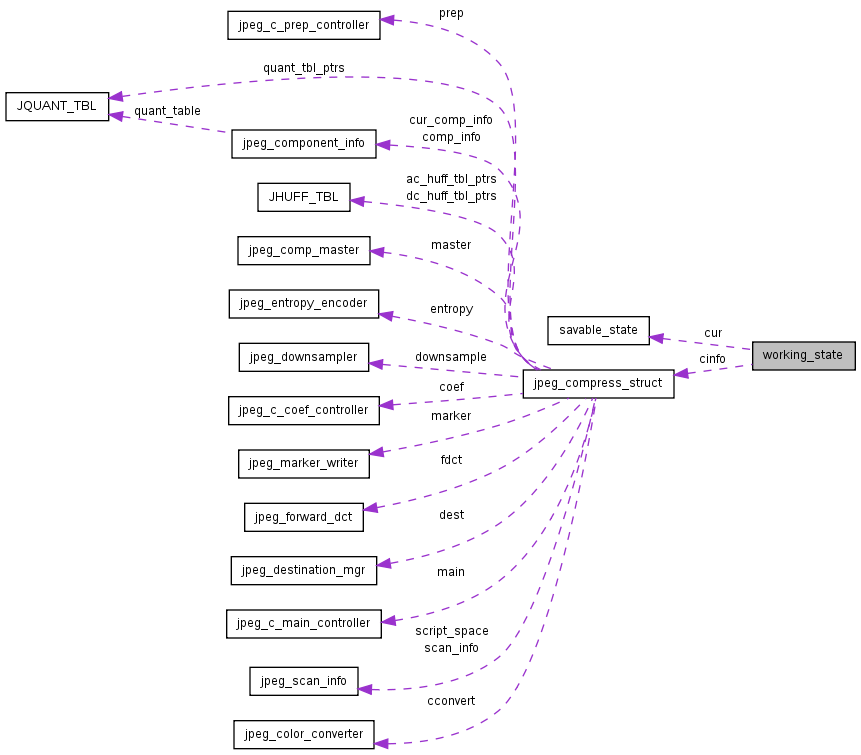 prep
jpeg_c_prep_controller
quant_tbl_ptrs
JQUANT_TBL
quant_table
cur_comp_info
comp_info
jpeg_component_info
ac_huff_tbl_ptrs
dc_huff_tbl_ptrs
JHUFF_TBL
master
jpeg_comp_master
entropy
jpeg_entropy_encoder
savable_state
cur
working_state
cinfo
downsample
jpeg_downsampler
jpeg_compress_struct
coef
jpeg_c_coef_controller
marker
jpeg_marker_writer
fdct
jpeg_forward_dct
dest
jpeg_destination_mgr
main
jpeg_c_main_controller
script_space
scan_info
jpeg_scan_info
cconvert
jpeg_color_converter